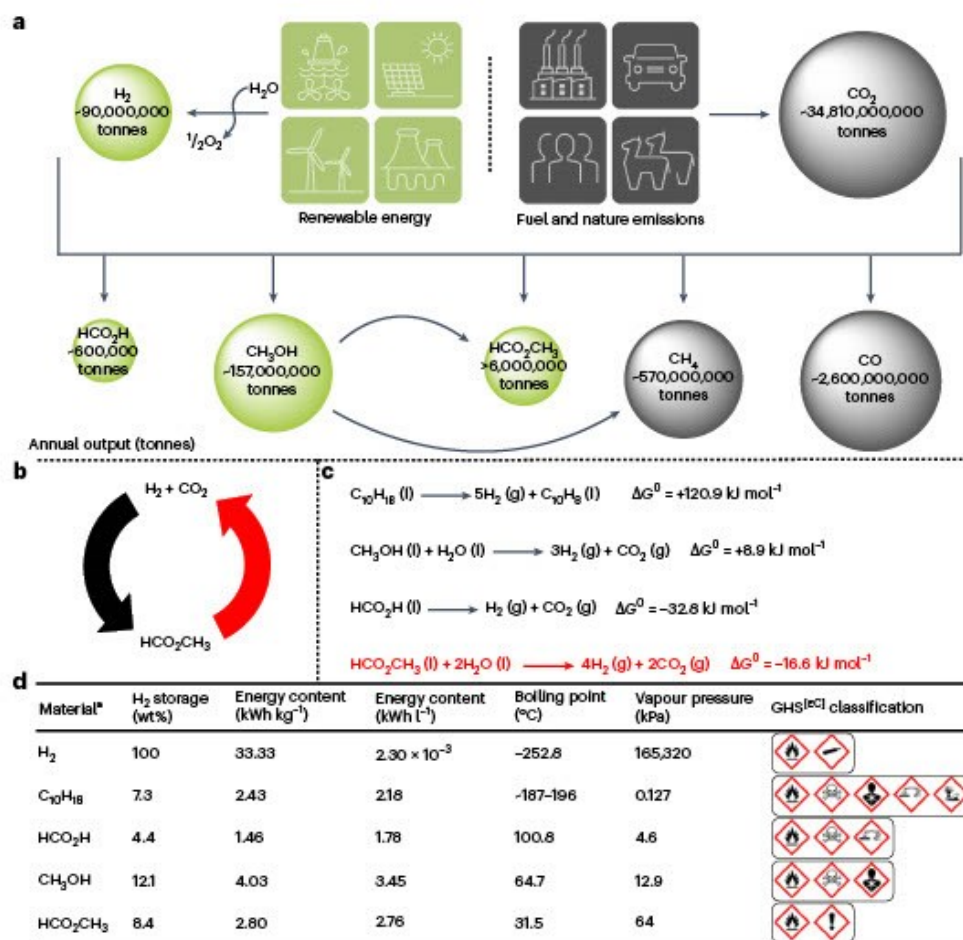 a
H₂
~90,000,000
tonnes
H₂O
¹/₂O₂
Renewable energy
Fuel and nature emissions
CO₂
~34,810,000,000
tonnes
HCO₂H
~600,000
tonnes
CH₃OH
~157,000,000
tonnes
HCO₂CH₃
>6,000,000
tonnes
CH₄
~570,000,000
tonnes
CO
~2,600,000,000
tonnes
Annual output (tonnes)
b
H₂ + CO₂
HCO₂CH₃
c
C₁₀H₁₈ (l) → 5H₂ (g) + C₁₀H₈ (l) ΔG⁰ = +120.9 kJ mol⁻¹
CH₃OH (l) + H₂O (l) → 3H₂ (g) + CO₂ (g) ΔG⁰ = +8.9 kJ mol⁻¹
HCO₂H (l) → H₂ (g) + CO₂ (g) ΔG⁰ = −32.8 kJ mol⁻¹
HCO₂CH₃ (l) + 2H₂O (l) → 4H₂ (g) + 2CO₂ (g) ΔG⁰ = −16.6 kJ mol⁻¹
d
Materialᵃ H₂ storage (wt%) Energy content (kWh kg⁻¹) Energy content (kWh l⁻¹) Boiling point (°C) Vapour pressure (kPa) GHS[EC] classification
H₂ 100 33.33 2.30 × 10⁻³ −252.8 165,320
C₁₀H₁₈ 7.3 2.43 2.18 ~187–196 0.127
HCO₂H 4.4 1.46 1.78 100.8 4.6
CH₃OH 12.1 4.03 3.45 64.7 12.9
HCO₂CH₃ 8.4 2.80 2.76 31.5 64